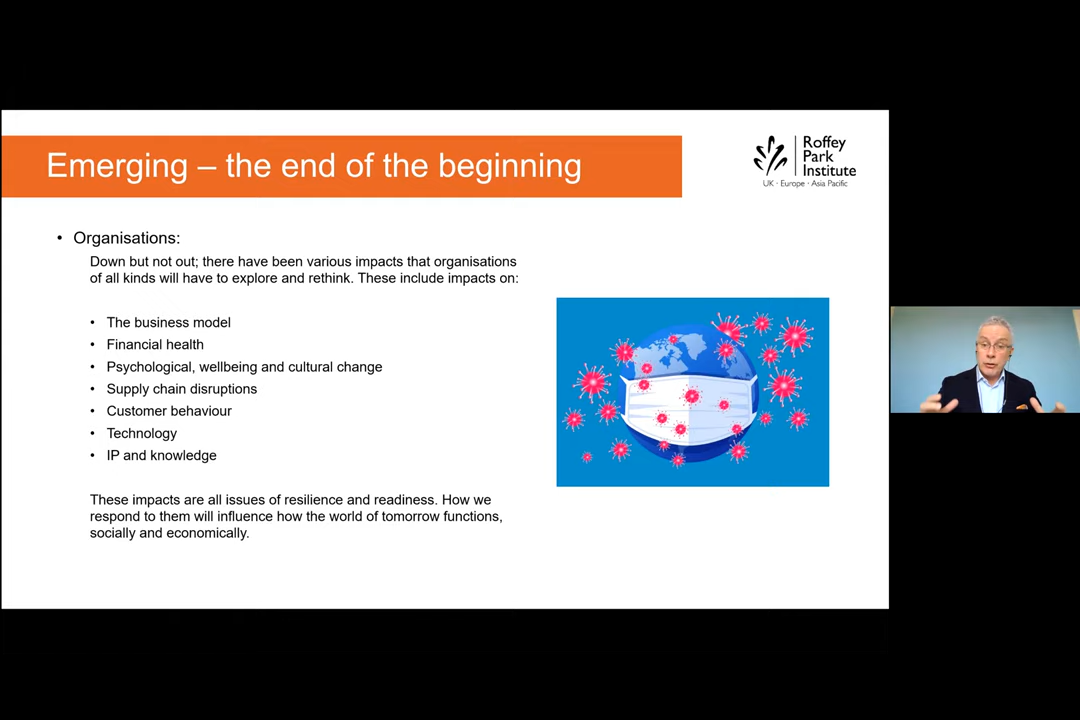 Emerging – the end of the beginning
Roffey
Park
Institute
UK · Europe · Asia Pacific
• Organisations:
Down but not out; there have been various impacts that organisations
of all kinds will have to explore and rethink. These include impacts on:
• The business model
• Financial health
• Psychological, wellbeing and cultural change
• Supply chain disruptions
• Customer behaviour
• Technology
• IP and knowledge
These impacts are all issues of resilience and readiness. How we
respond to them will influence how the world of tomorrow functions,
socially and economically.